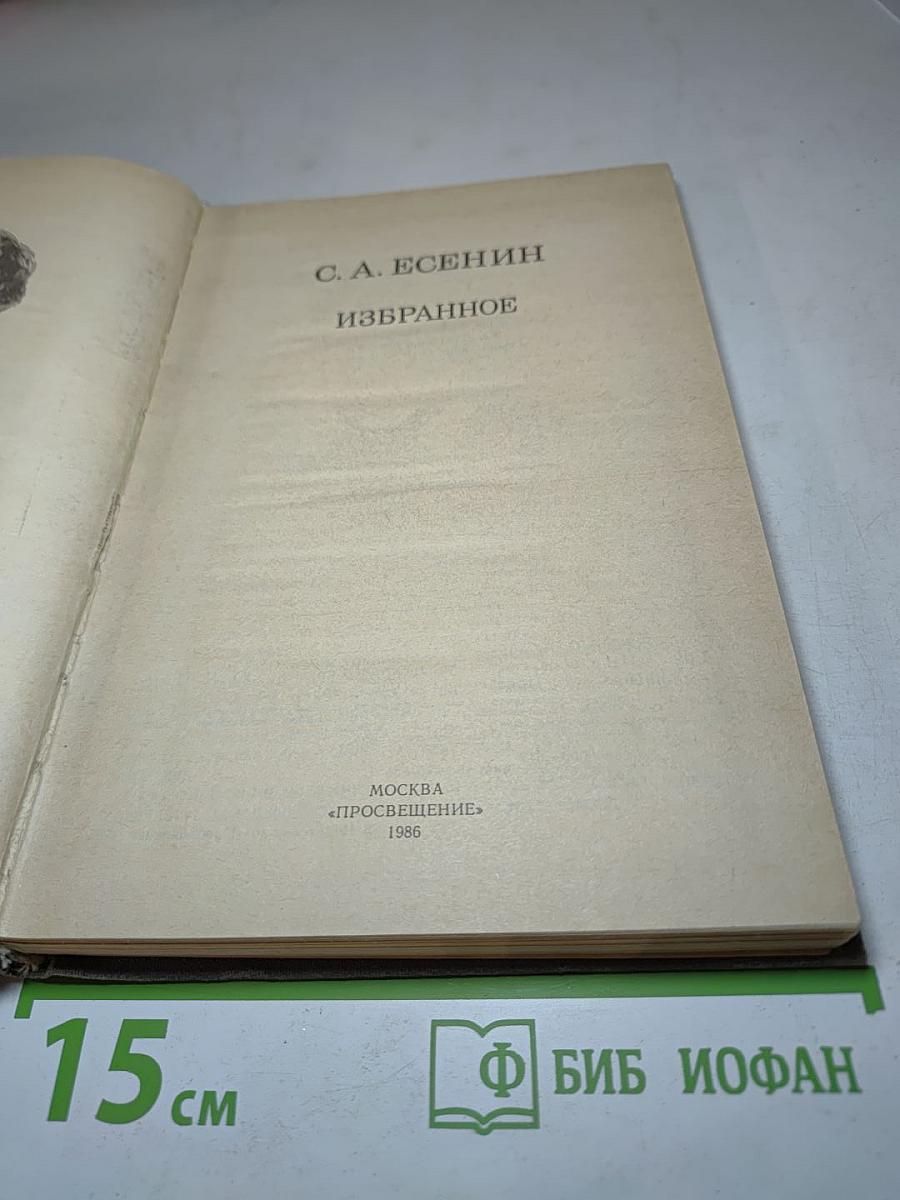 С. А. ЕСЕНИН
ИЗБРАННОЕ
МОСКВА
«ПРОСВЕЩЕНИЕ»
1986
15 см
Ф БИБ ИОФАН